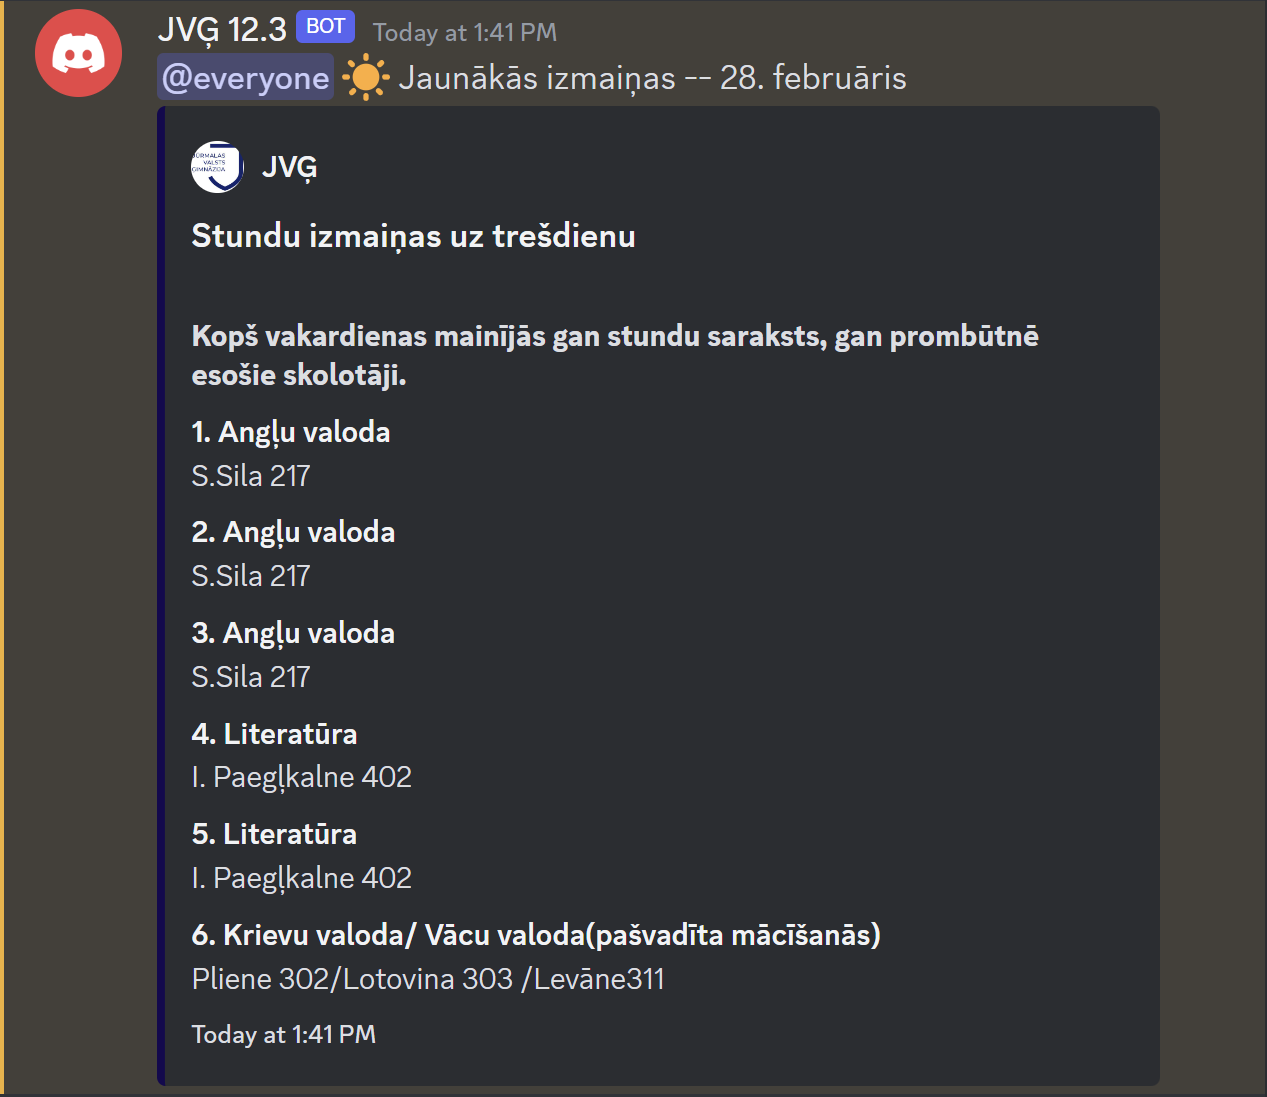 JVĢ 12.3 BOT Today at 1:41 PM
@everyone ☀️ Jaunākās izmaiņas -- 28. februāris
JŪRMALAS
VALSTS
ĢIMNĀZIJA
JVĢ
Stundu izmaiņas uz trešdienu
Kopš vakardienas mainījās gan stundu saraksts, gan prombūtnē
esošie skolotāji.
1. Angļu valoda
S.Sila 217
2. Angļu valoda
S.Sila 217
3. Angļu valoda
S.Sila 217
4. Literatūra
I. Paegļkalne 402
5. Literatūra
I. Paegļkalne 402
6. Krievu valoda/ Vācu valoda(pašvadīta mācīšanās)
Pliene 302/Lotovina 303 /Levāne311
Today at 1:41 PM